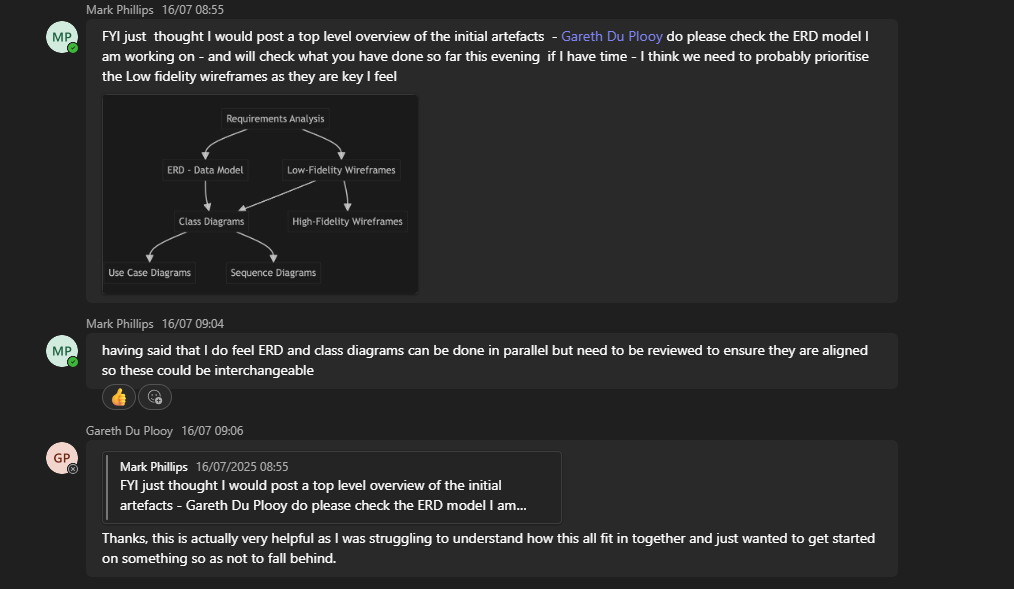 Mark Phillips 16/07 08:55
MP
FYI just thought I would post a top level overview of the initial artefacts - Gareth Du Plooy do please check the ERD model I
am working on - and will check what you have done so far this evening if I have time - I think we need to probably prioritise
the Low fidelity wireframes as they are key I feel
Requirements Analysis
ERD - Data Model
Low-Fidelity Wireframes
Class Diagrams
High-Fidelity Wireframes
Use Case Diagrams
Sequence Diagrams
Mark Phillips 16/07 09:04
MP
having said that I do feel ERD and class diagrams can be done in parallel but need to be reviewed to ensure they are aligned
so these could be interchangeable
Gareth Du Plooy 16/07 09:06
GP
Mark Phillips 16/07/2025 08:55
FYI just thought I would post a top level overview of the initial
artefacts - Gareth Du Plooy do please check the ERD model I am...
Thanks, this is actually very helpful as I was struggling to understand how this all fit in together and just wanted to get started
on something so as not to fall behind.